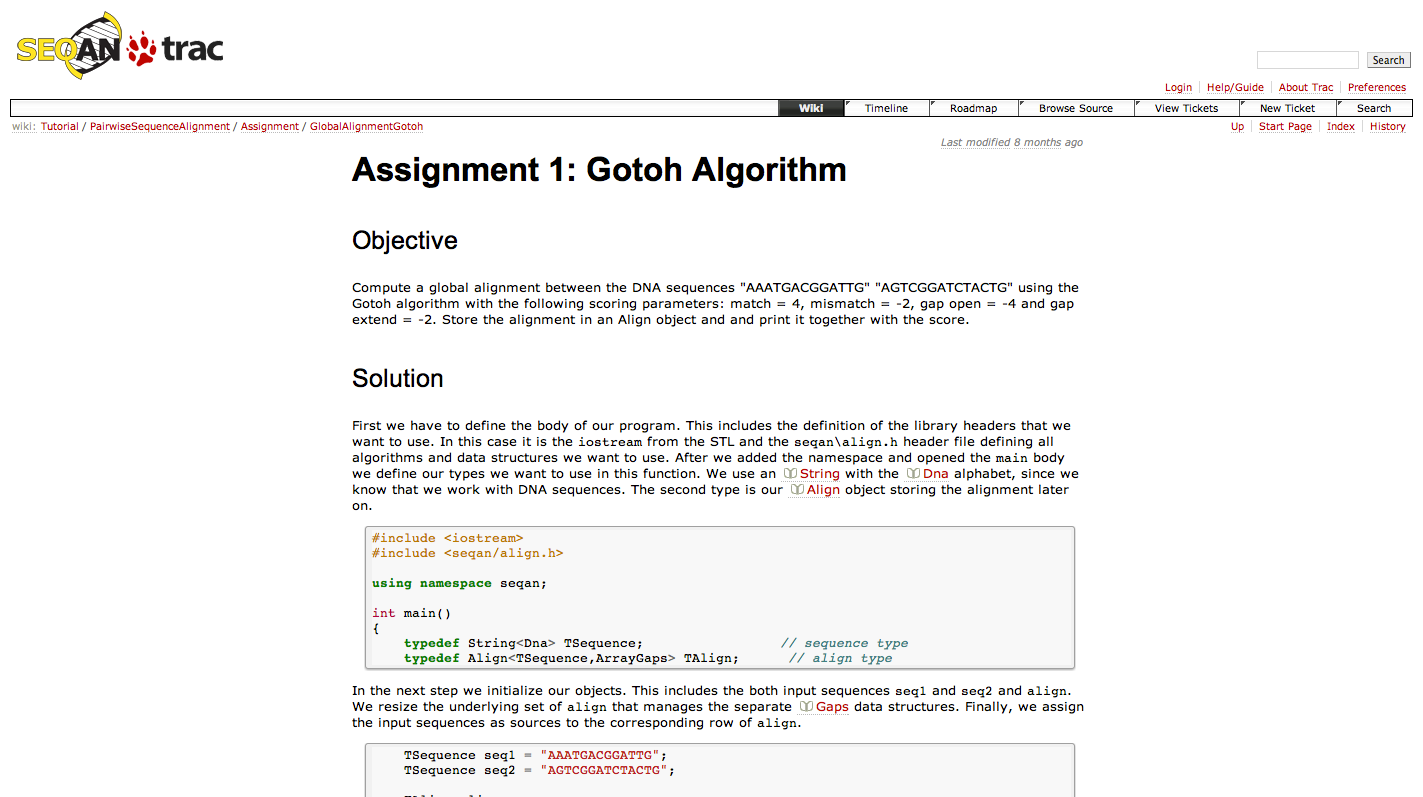 SEQAN trac
Search
Login Help/Guide About Trac Preferences
Wiki Timeline Roadmap Browse Source View Tickets New Ticket Search
wiki: Tutorial / PairwiseSequenceAlignment / Assignment / GlobalAlignmentGotoh
Up Start Page Index History
Last modified 8 months ago
Assignment 1: Gotoh Algorithm
Objective
Compute a global alignment between the DNA sequences "AAATGACGGATTG" "AGTCGGATCTACTG" using the
Gotoh algorithm with the following scoring parameters: match = 4, mismatch = -2, gap open = -4 and gap
extend = -2. Store the alignment in an Align object and and print it together with the score.
Solution
First we have to define the body of our program. This includes the definition of the library headers that we
want to use. In this case it is the iostream from the STL and the seqan\align.h header file defining all
algorithms and data structures we want to use. After we added the namespace and opened the main body
we define our types we want to use in this function. We use an String with the Dna alphabet, since we
know that we work with DNA sequences. The second type is our Align object storing the alignment later
on.
#include <iostream>
#include <seqan/align.h>
using namespace seqan;
int main()
{
typedef String<Dna> TSequence; // sequence type
typedef Align<TSequence,ArrayGaps> TAlign; // align type
In the next step we initialize our objects. This includes the both input sequences seq1 and seq2 and align.
We resize the underlying set of align that manages the separate Gaps data structures. Finally, we assign
the input sequences as sources to the corresponding row of align.
TSequence seq1 = "AAATGACGGATTG";
TSequence seq2 = "AGTCGGATCTACTG";